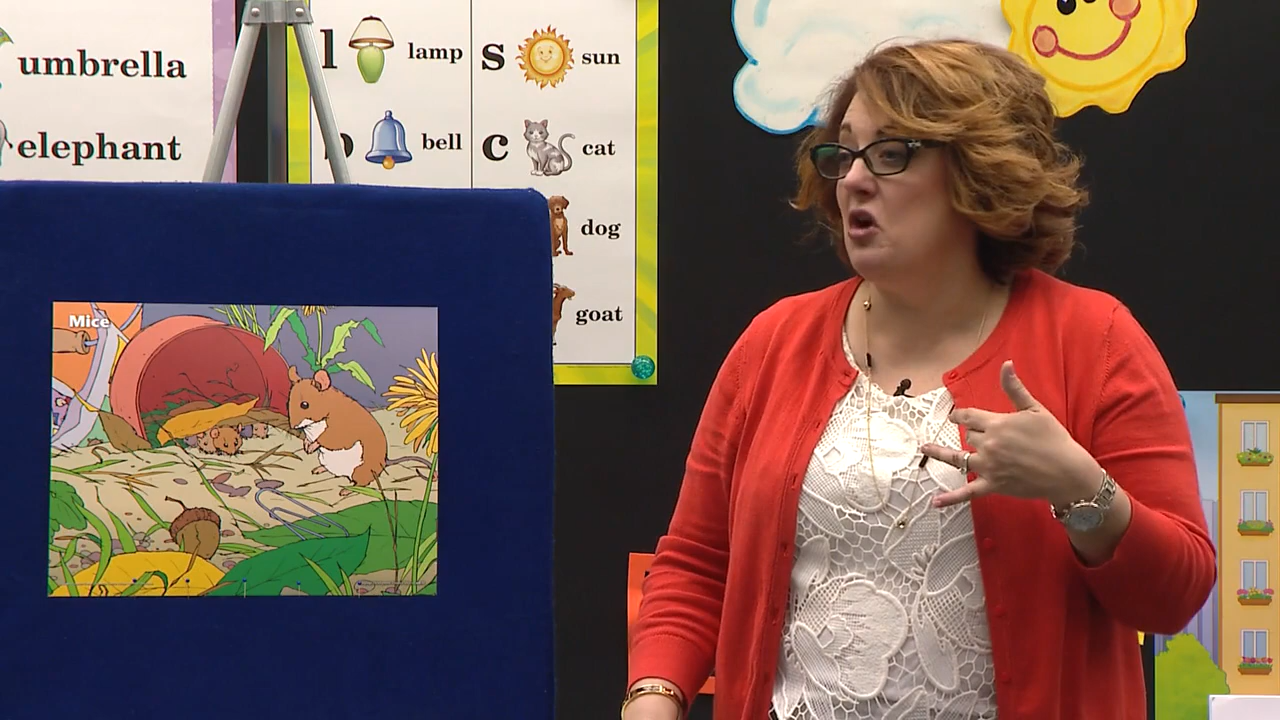 umbrella
elephant
l lamp
s sun
bell
c cat
dog
goat
Mice